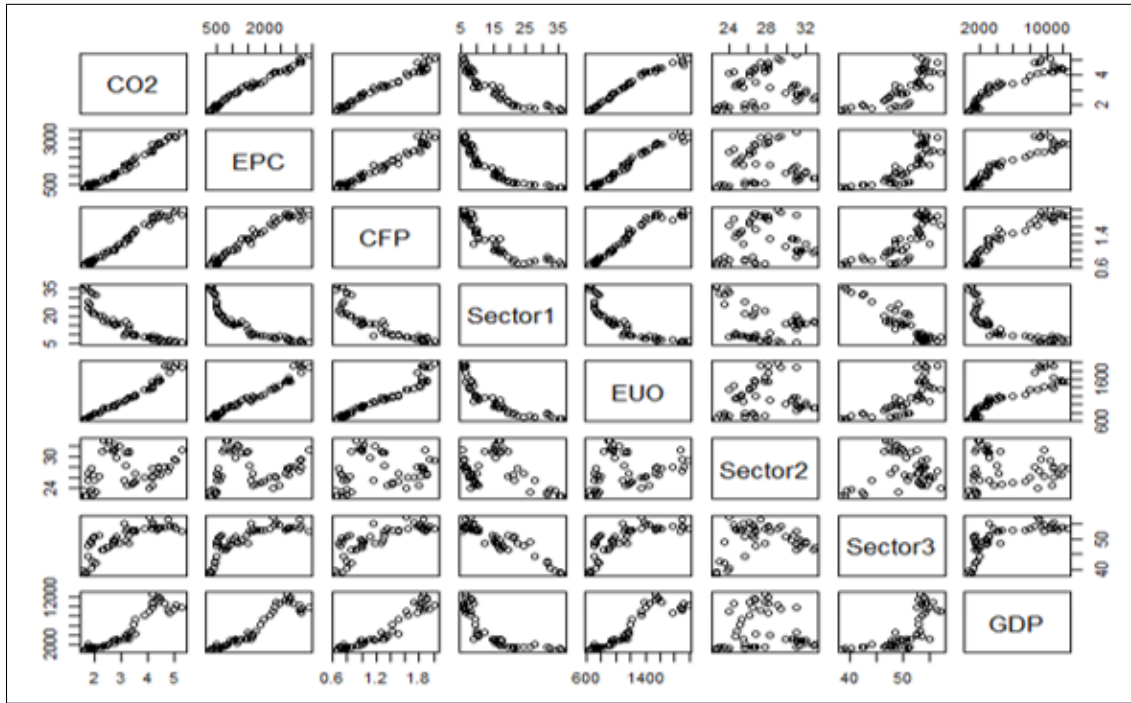 500 2000 5 15 25 35 24 28 32 2000 10000
CO2 2 4
500 3000 EPC
CFP 0.6 1.4
5 20 35 Sector1
EUO 600 1600
24 30 Sector2
Sector3 40 50
2000 12000 GDP
2 3 4 5 0.6 1.2 1.8 600 1400 40 50